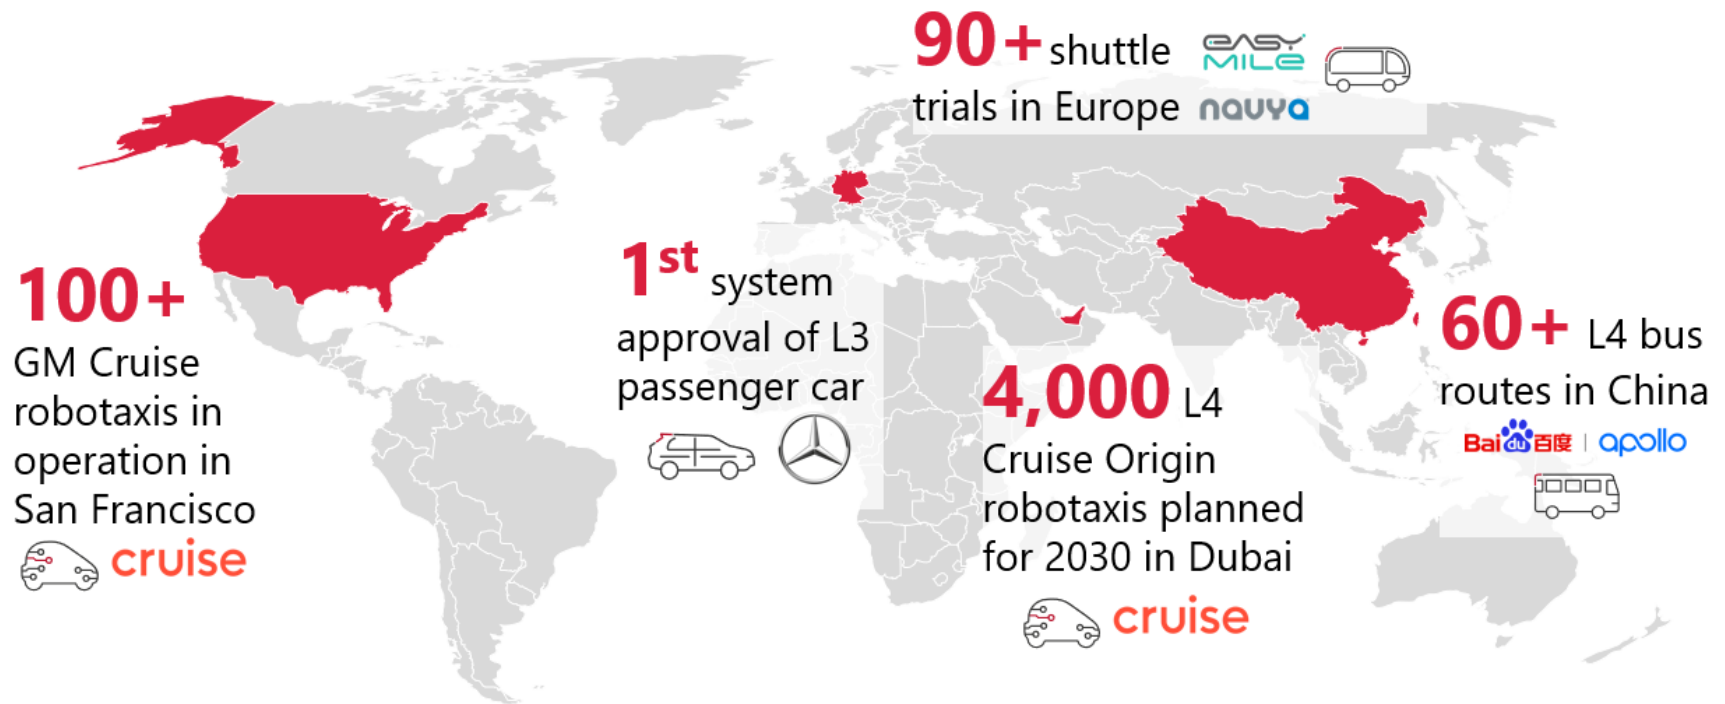 90+ shuttle
trials in Europe
EASY
MILE
navya
100+
GM Cruise
robotaxis in
operation in
San Francisco
cruise
1st system
approval of L3
passenger car
4,000 L4
Cruise Origin
robotaxis planned
for 2030 in Dubai
cruise
60+ L4 bus
routes in China
Bai du 百度 | apollo